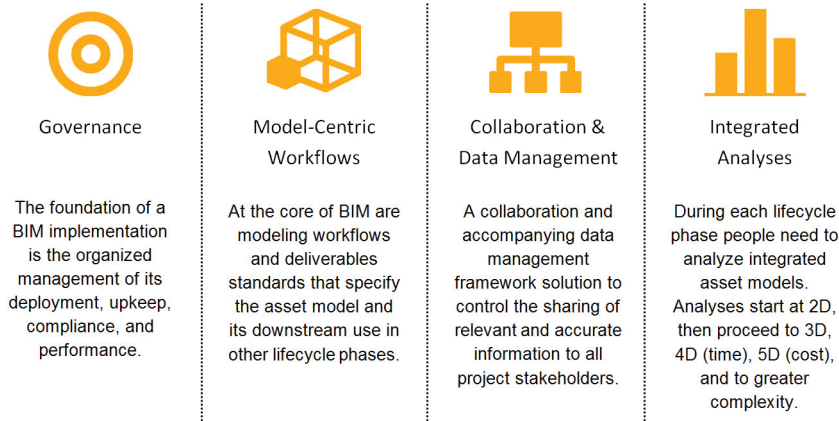 Governance
The foundation of a
BIM implementation
is the organized
management of its
deployment, upkeep,
compliance, and
performance.
Model-Centric
Workflows
At the core of BIM are
modeling workflows
and deliverables
standards that specify
the asset model and
its downstream use in
other lifecycle phases.
Collaboration &
Data Management
A collaboration and
accompanying data
management
framework solution to
control the sharing of
relevant and accurate
information to all
project stakeholders.
Integrated
Analyses
During each lifecycle
phase people need to
analyze integrated
asset models.
Analyses start at 2D,
then proceed to 3D,
4D (time), 5D (cost),
and to greater
complexity.